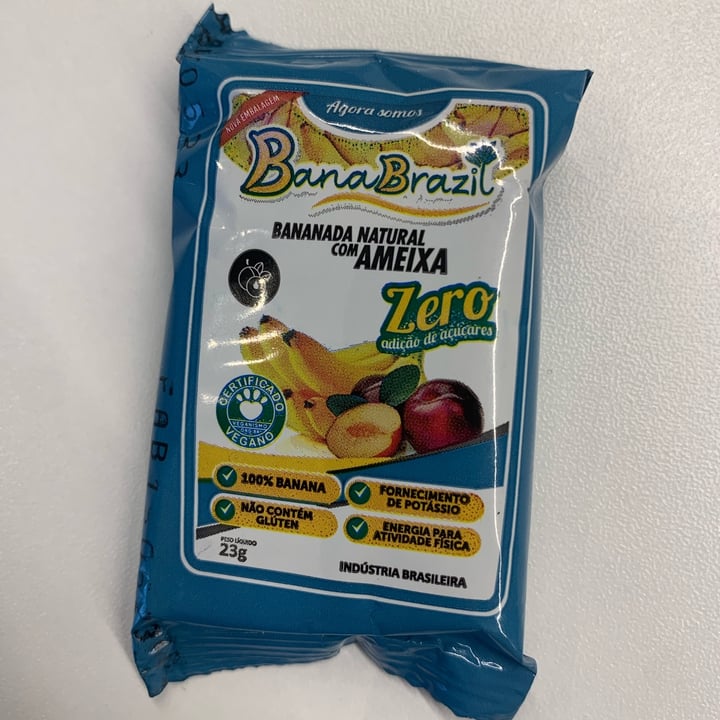 Agora somos
NOVA EMBALAGEM
BanaBrazil
BANANADA NATURAL
COM AMEIXA
Zero
adição de açúcares
CERTIFICADO
VEGANISMO
VEGANO
100% BANANA
FORNECIMENTO
DE POTÁSSIO
NÃO CONTÉM
GLÚTEN
ENERGIA PARA
ATIVIDADE FÍSICA
PESO LÍQUIDO
23g
INDÚSTRIA BRASILEIRA